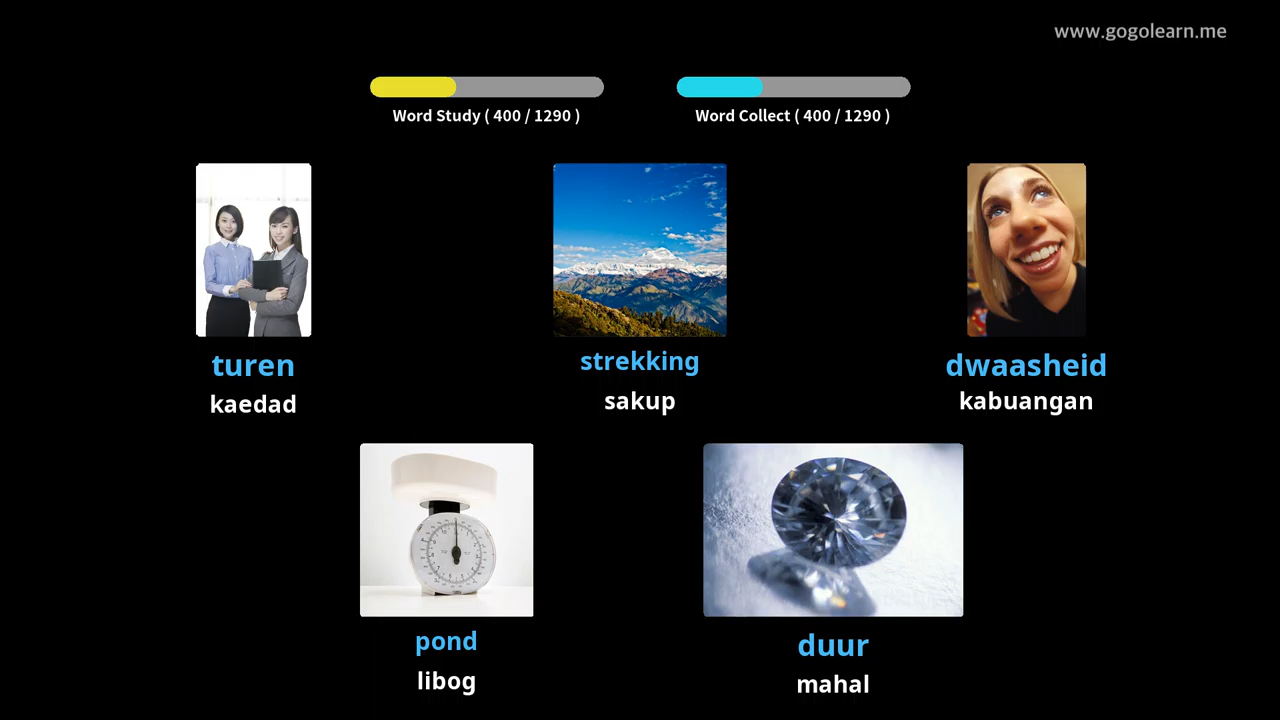 www.gogolearn.me
Word Study ( 400 / 1290 )
Word Collect ( 400 / 1290 )
turen
kaedad
strekking
sakup
dwaasheid
kabuangan
pond
libog
duur
mahal